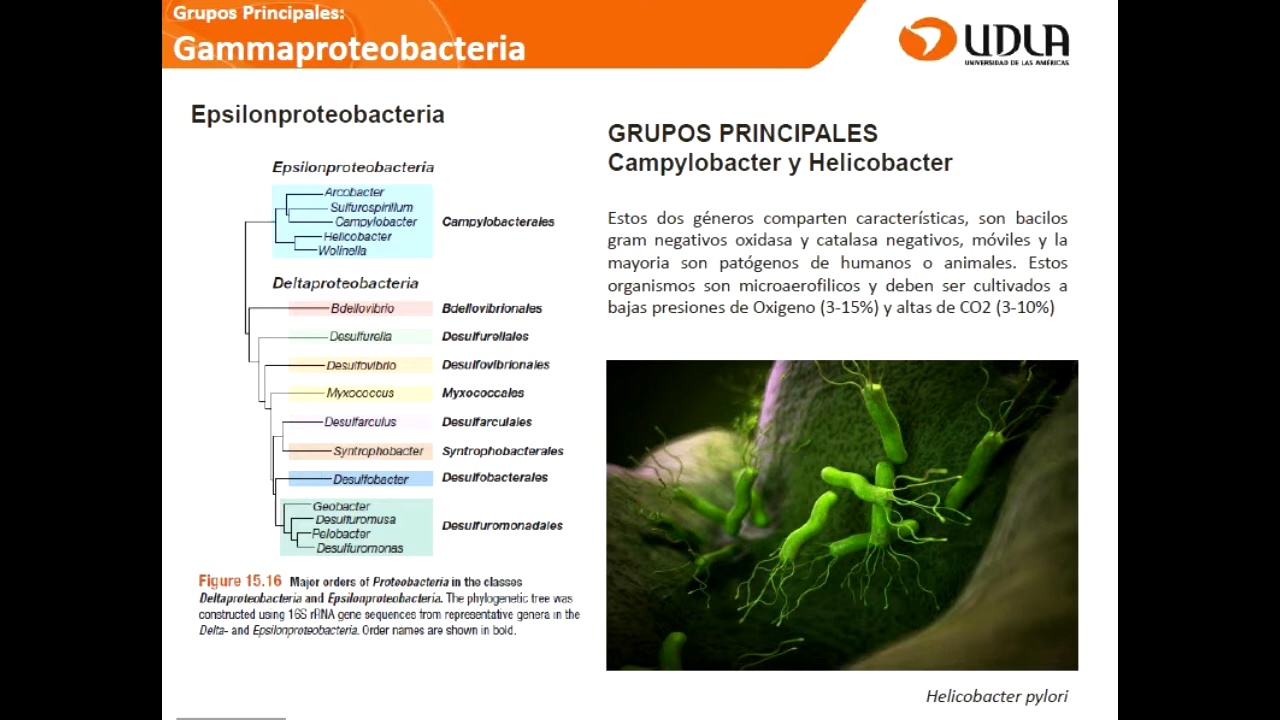 Grupos Principales:
Gammaproteobacteria
UDLA
UNIVERSIDAD DE LAS AMÉRICAS
Epsilonproteobacteria
Epsilonproteobacteria
Arcobacter
Sulfurospirillum
Campylobacter
Campylobacterales
Helicobacter
Wolinella
Deltaproteobacteria
Bdellovibrio
Bdellovibrionales
Desulfurella
Desulfurellales
Desulfovibrio
Desulfovibrionales
Myxococcus
Myxococcales
Desulfarculus
Desulfarculales
Syntrophobacter
Syntrophobacterales
Desulfobacter
Desulfobacterales
Geobacter
Desulfuromusa
Pelobacter
Desulfuromonas
Desulfuromonadales
Figure 15.16 Major orders of Proteobacteria in the classes
Deltaproteobacteria and Epsilonproteobacteria. The phylogenetic tree was
constructed using 16S rRNA gene sequences from representative genera in the
Delta- and Epsilonproteobacteria. Order names are shown in bold.
GRUPOS PRINCIPALES
Campylobacter y Helicobacter
Estos dos géneros comparten características, son bacilos
gram negativos oxidasa y catalasa negativos, móviles y la
mayoria son patógenos de humanos o animales. Estos
organismos son microaerofilicos y deben ser cultivados a
bajas presiones de Oxigeno (3-15%) y altas de CO2 (3-10%)
Helicobacter pylori